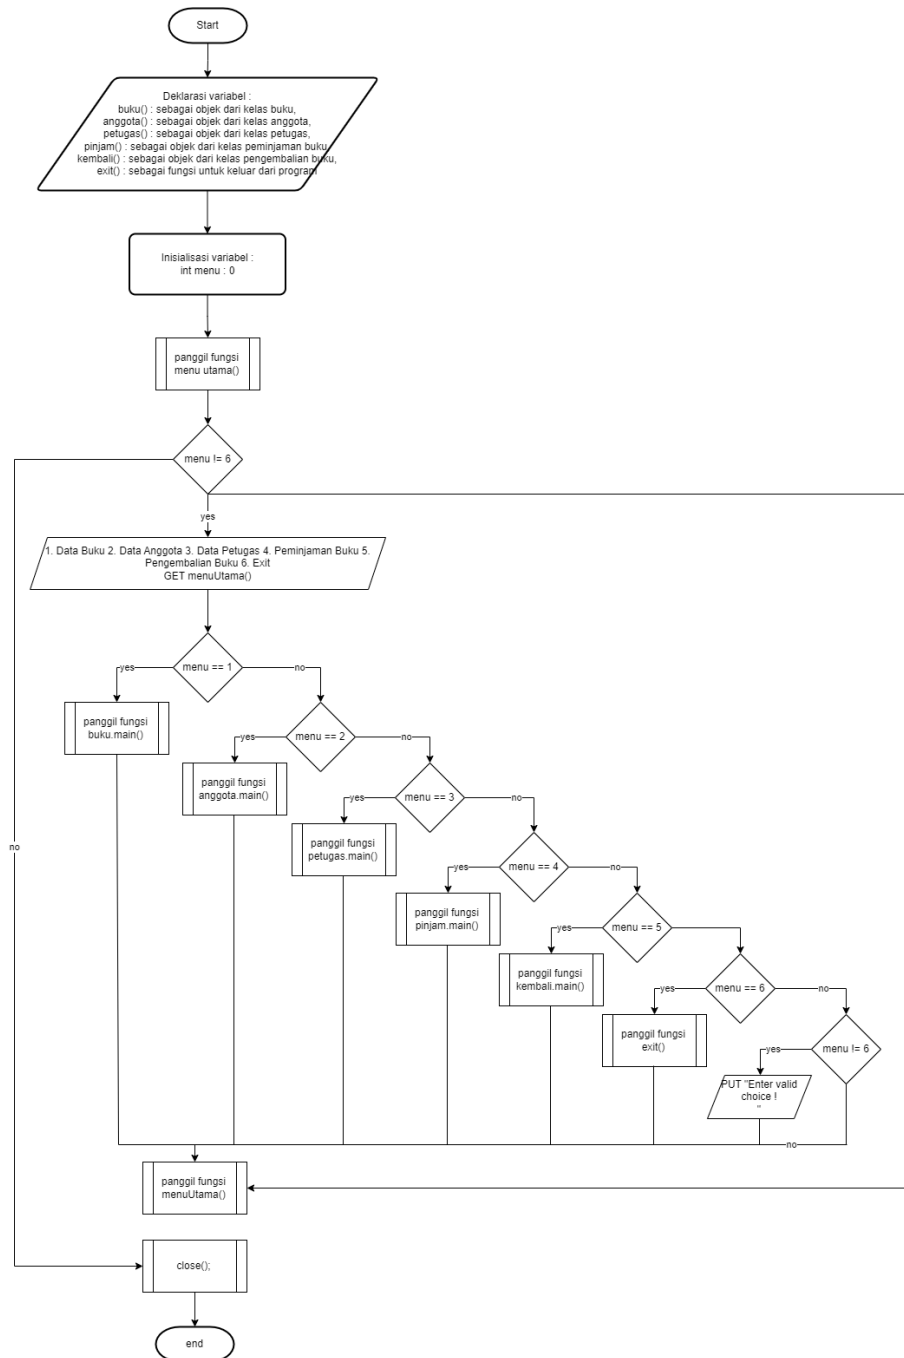 Start
Deklarasi variabel :
buku() : sebagai objek dari kelas buku,
anggota() : sebagai objek dari kelas anggota,
petugas() : sebagai objek dari kelas petugas,
pinjam() : sebagai objek dari kelas peminjaman buku,
kembali() : sebagai objek dari kelas pengembalian buku,
exit() : sebagai fungsi untuk keluar dari program
Inisialisasi variabel :
int menu : 0
panggil fungsi
menu utama()
menu != 6
yes
1. Data Buku 2. Data Anggota 3. Data Petugas 4. Peminjaman Buku 5.
Pengembalian Buku 6. Exit
GET menuUtama()
menu == 1
yes
no
panggil fungsi
buku.main()
menu == 2
yes
no
panggil fungsi
anggota.main()
menu == 3
yes
no
panggil fungsi
petugas.main()
menu == 4
yes
no
panggil fungsi
pinjam.main()
menu == 5
yes
no
panggil fungsi
kembali.main()
menu == 6
yes
no
panggil fungsi
exit()
menu != 6
yes
PUT "Enter valid
choice !
"
no
no
panggil fungsi
menuUtama()
close();
end